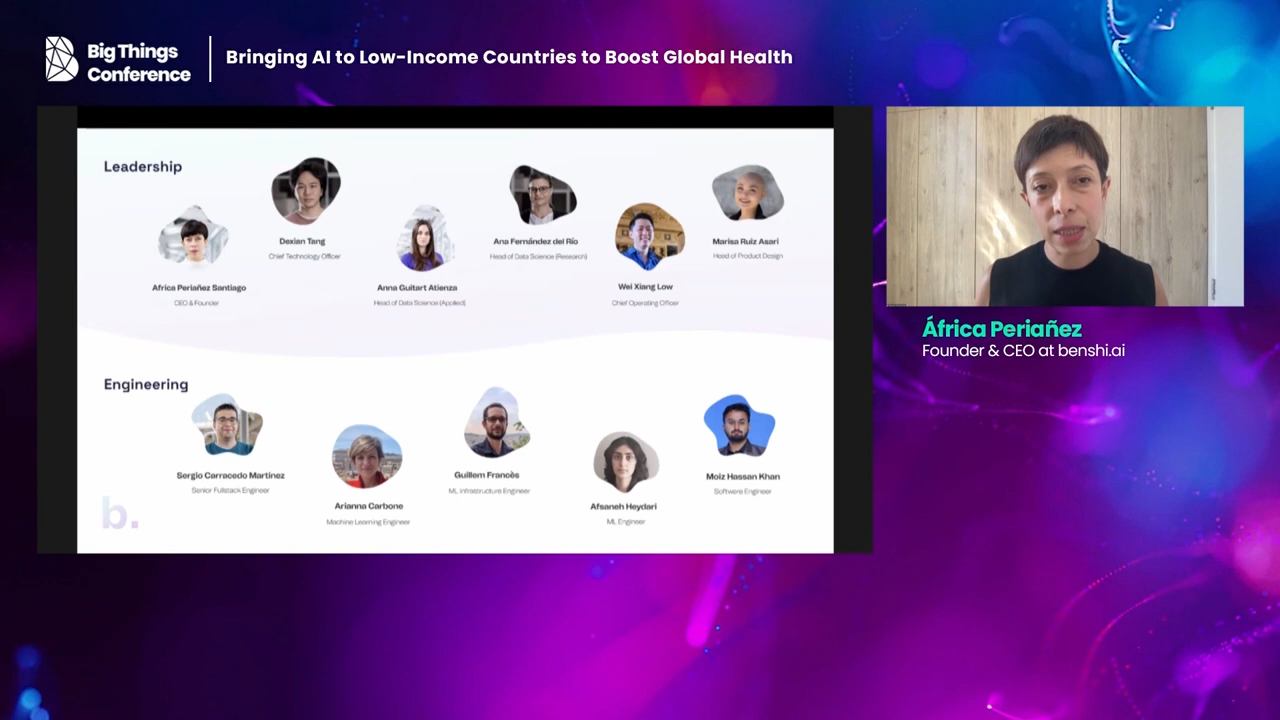 Big Things
Conference
Bringing AI to Low-Income Countries to Boost Global Health
Leadership
Dexian Tang
Chief Technology Officer
Ana Fernández del Río
Head of Data Science (Research)
Marisa Ruiz Asari
Head of Product Design
Africa Periañez Santiago
CEO & Founder
Anna Guitart Atienza
Head of Data Science (Applied)
Wei Xiang Low
Chief Operating Officer
Engineering
Sergio Carracedo Martinez
Senior Fullstack Engineer
Guillem Francès
ML Infrastructure Engineer
Moiz Hassan Khan
Software Engineer
Arianna Carbone
Machine Learning Engineer
Afsaneh Heydari
ML Engineer
b.
África Periañez
Founder & CEO at benshi.ai